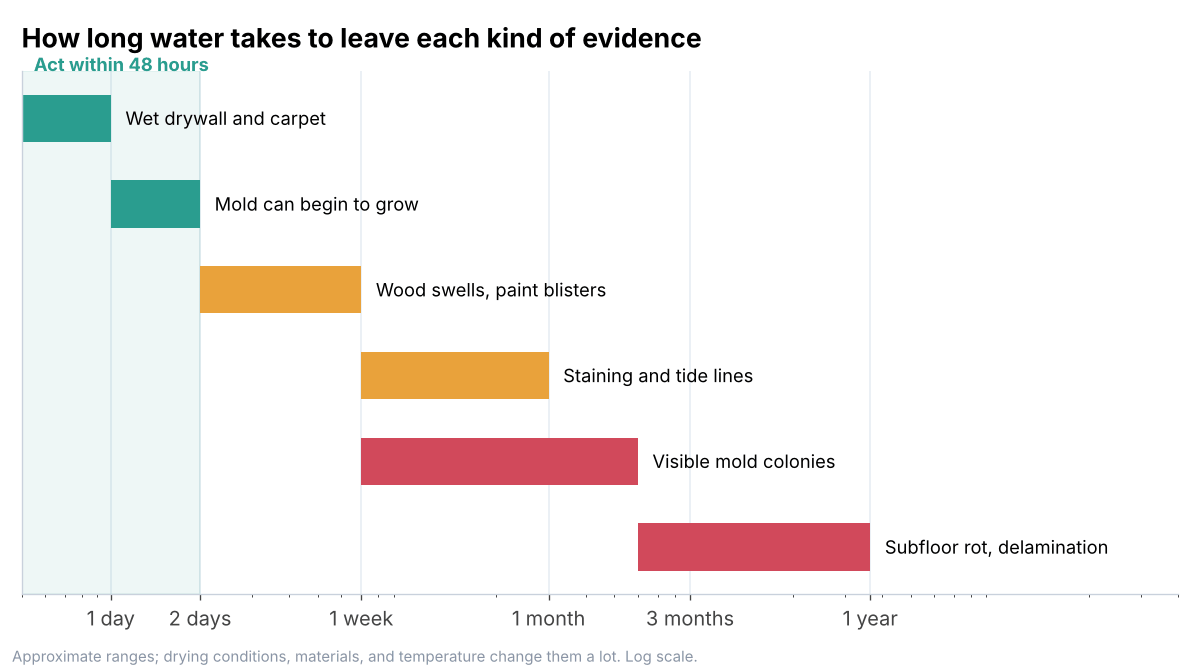 How long water takes to leave each kind of evidence
Act within 48 hours
Wet drywall and carpet
Mold can begin to grow
Wood swells, paint blisters
Staining and tide lines
Visible mold colonies
Subfloor rot, delamination
1 day 2 days 1 week 1 month 3 months 1 year
Approximate ranges; drying conditions, materials, and temperature change them a lot. Log scale.